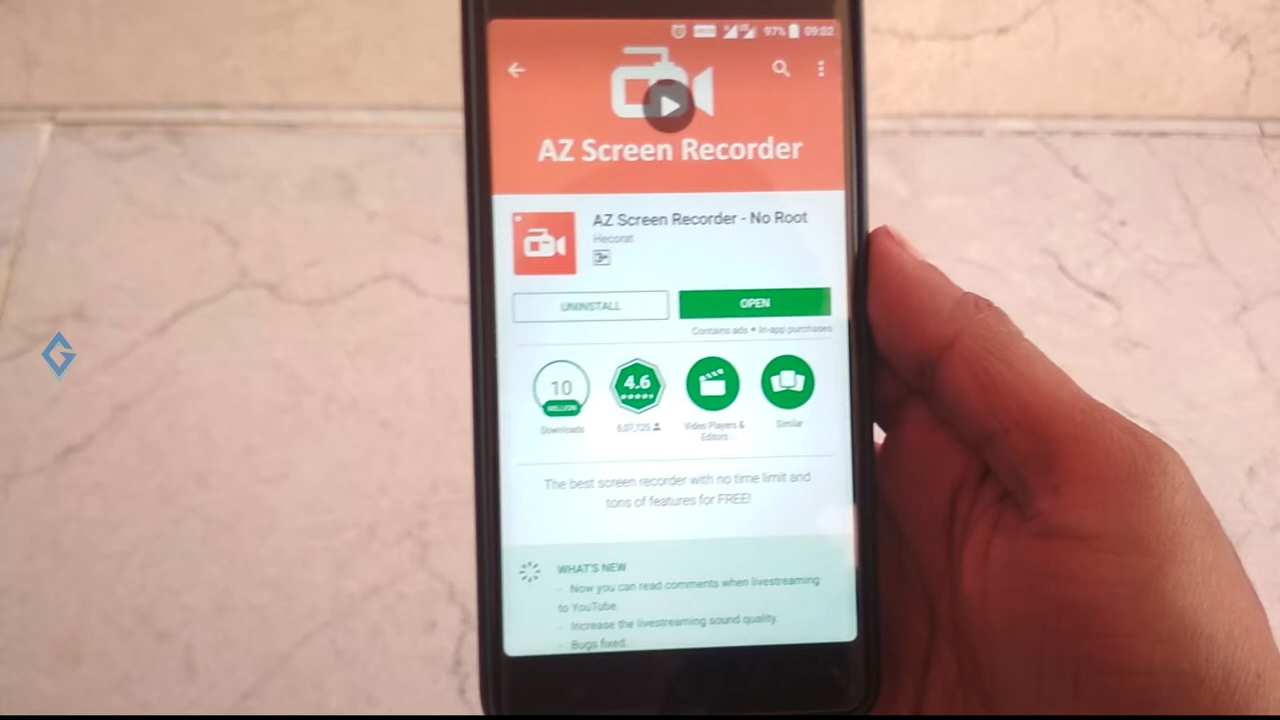 97% 09:02
AZ Screen Recorder
AZ Screen Recorder - No Root
Hecorat
3+
UNINSTALL
OPEN
Contains ads • In-app purchases
10
MILLION
4.6
Downloads
6,07,125
Video Players &
Editors
Similar
The best screen recorder with no time limit and
tons of features for FREE!
WHAT'S NEW
- Now you can read comments when livestreaming
to YouTube.
- Increase the livestreaming sound quality.
- Bugs fixed.